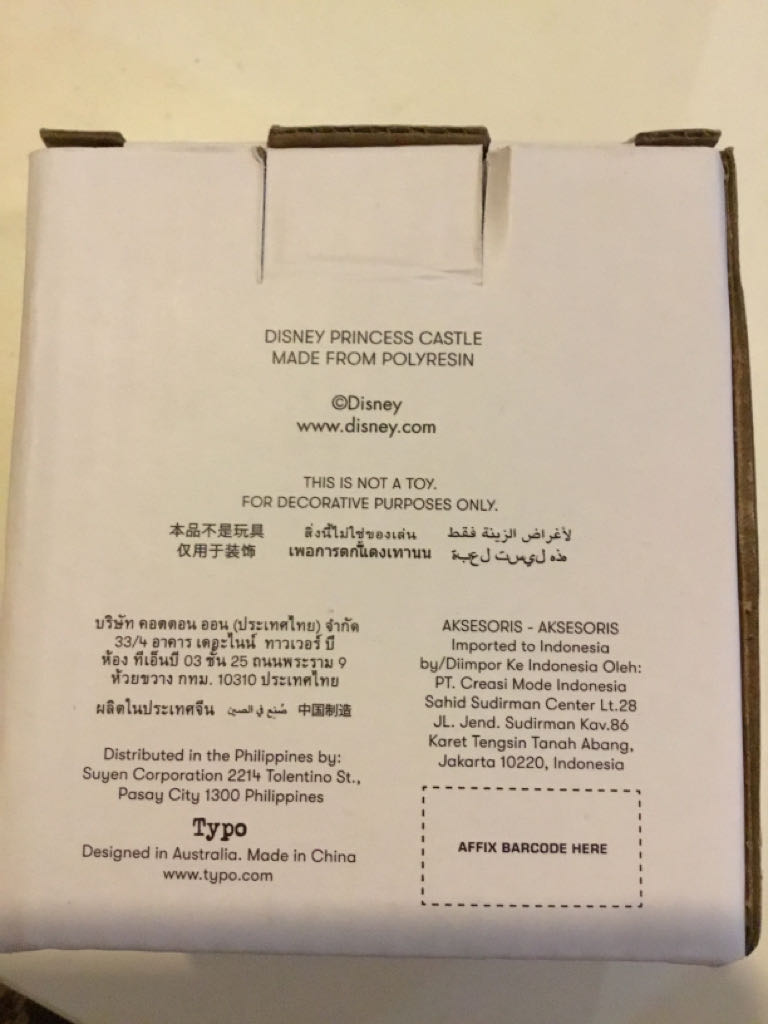 DISNEY PRINCESS CASTLE
MADE FROM POLYRESIN
©Disney
www.disney.com
THIS IS NOT A TOY.
FOR DECORATIVE PURPOSES ONLY.
本品不是玩具
仅用于装饰
สิ่งนี้ไม่ใช่ของเล่น
เพื่อการตกแต่งเท่านั้น
لأغراض الزينة فقط
هذه ليست لعبة
บริษัท คอตตอน ออน (ประเทศไทย) จำกัด
33/4 อาคาร เดอะไนน์ ทาวเวอร์ บี
ห้อง ทีเอ็นบี 03 ชั้น 25 ถนนพระราม 9
ห้วยขวาง กทม. 10310 ประเทศไทย
ผลิตในประเทศจีน صُنِع في الصين 中国制造
Distributed in the Philippines by:
Suyen Corporation 2214 Tolentino St.,
Pasay City 1300 Philippines
Typo
Designed in Australia. Made in China
www.typo.com
AKSESORIS - AKSESORIS
Imported to Indonesia
by/Diimpor Ke Indonesia Oleh:
PT. Creasi Mode Indonesia
Sahid Sudirman Center Lt.28
JL. Jend. Sudirman Kav.86
Karet Tengsin Tanah Abang,
Jakarta 10220, Indonesia
AFFIX BARCODE HERE